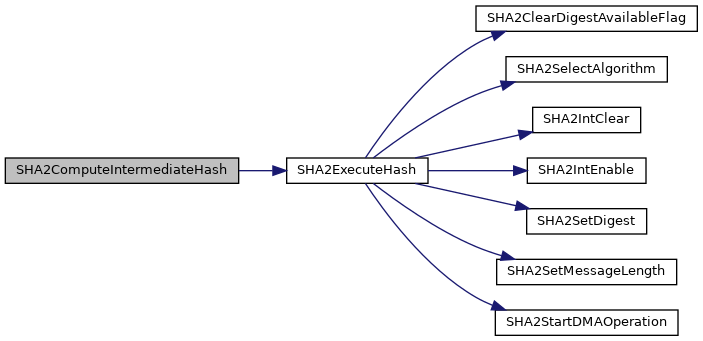 SHA2ComputeIntermediateHash
SHA2ExecuteHash
SHA2ClearDigestAvailableFlag
SHA2SelectAlgorithm
SHA2IntClear
SHA2IntEnable
SHA2SetDigest
SHA2SetMessageLength
SHA2StartDMAOperation